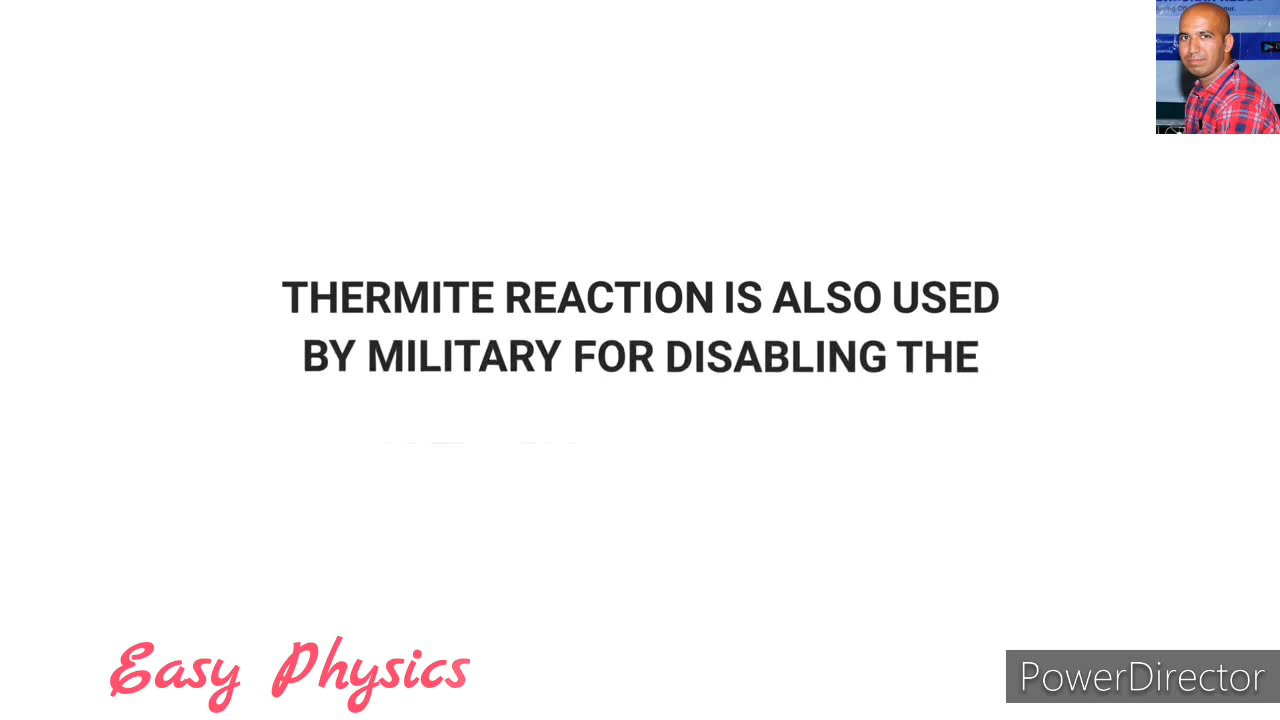 THERMITE REACTION IS ALSO USED
BY MILITARY FOR DISABLING THE
Easy Physics
PowerDirector